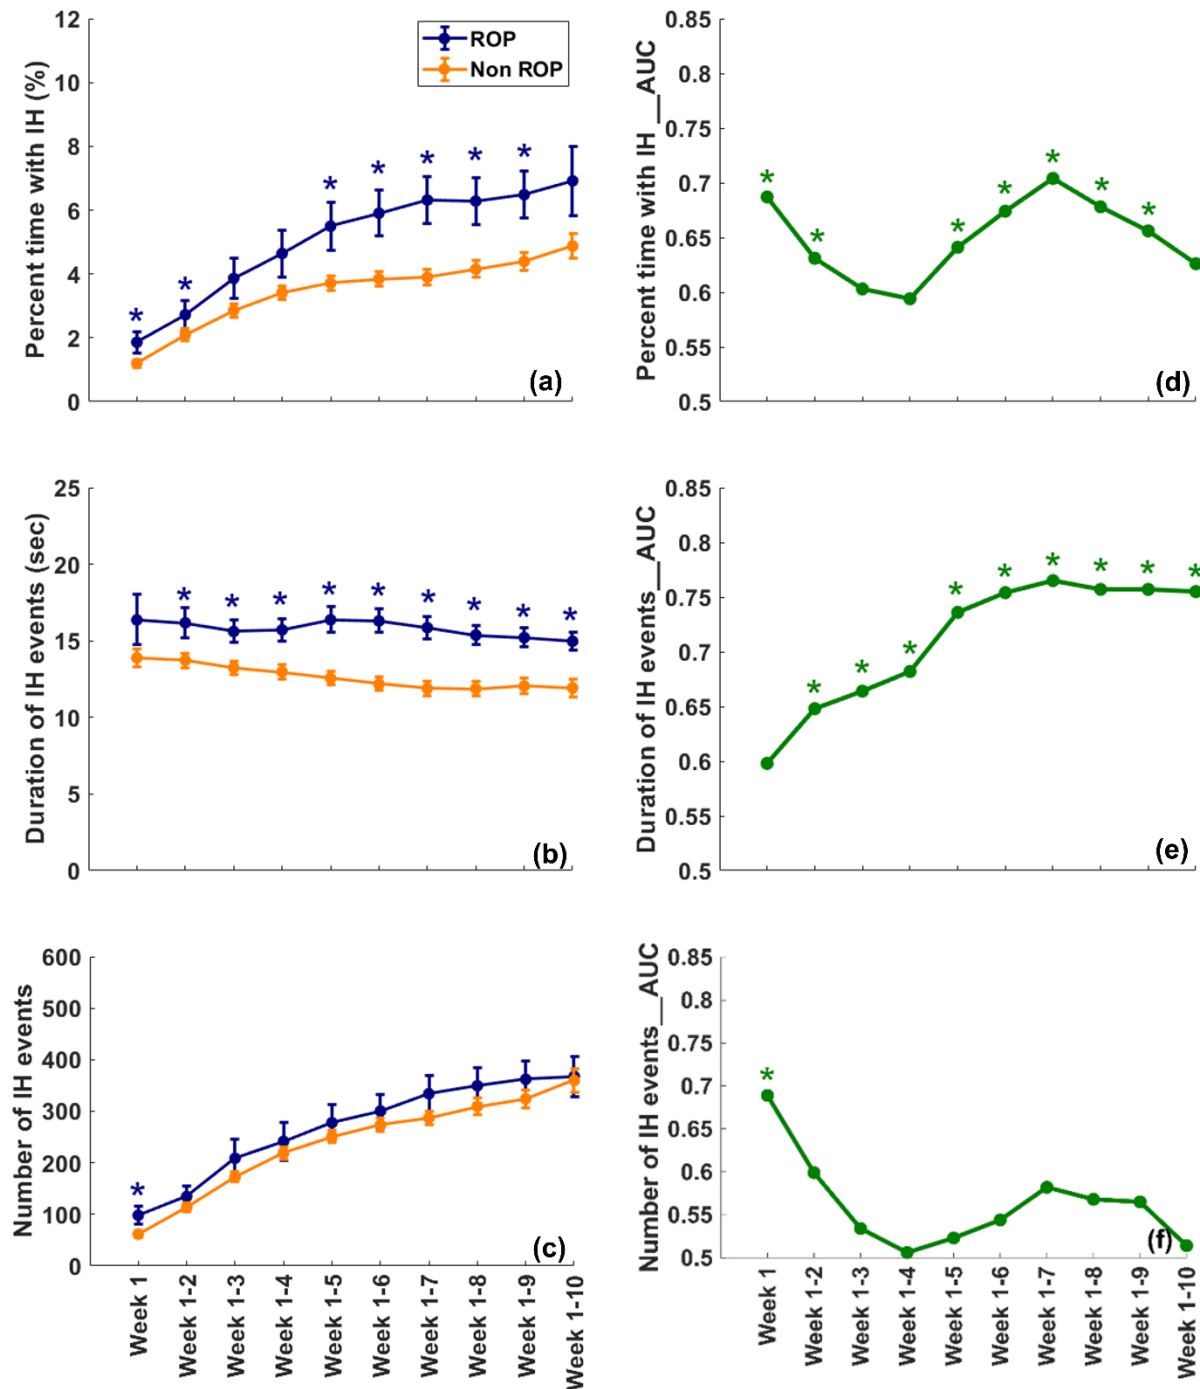 Percent time with IH (%)
12
10
8
6
4
2
0
ROP
Non ROP
*
*
*
*
*
*
*
(a)
Percent time with IH __AUC
0.85
0.8
0.75
0.7
0.65
0.6
0.55
0.5
*
*
*
*
*
*
*
(d)
Duration of IH events (sec)
25
20
15
10
5
0
*
*
*
*
*
*
*
*
*
(b)
Duration of IH events__AUC
0.85
0.8
0.75
0.7
0.65
0.6
0.55
0.5
*
*
*
*
*
*
*
*
*
(e)
Number of IH events
600
500
400
300
200
100
0
*
(c)
Week 1
Week 1-2
Week 1-3
Week 1-4
Week 1-5
Week 1-6
Week 1-7
Week 1-8
Week 1-9
Week 1-10
Number of IH events__AUC
0.85
0.8
0.75
0.7
0.65
0.6
0.55
0.5
*
(f)
Week 1
Week 1-2
Week 1-3
Week 1-4
Week 1-5
Week 1-6
Week 1-7
Week 1-8
Week 1-9
Week 1-10